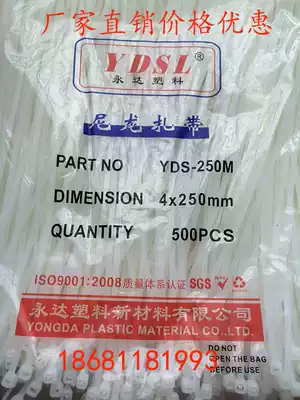 厂家直销价格优惠
YDSL®
永达塑料
尼龙扎带
PART NO YDS-250M
DIMENSION 4x250mm
QUANTITY 500PCS
ISO9001:2008质量体系认证 SGS
永达塑料新材料有限公司
YONGDA PLASTIC MATERIAL CO.,LTD.
18681181993
DO NOT
OPEN THE BAG
BEFORE USE